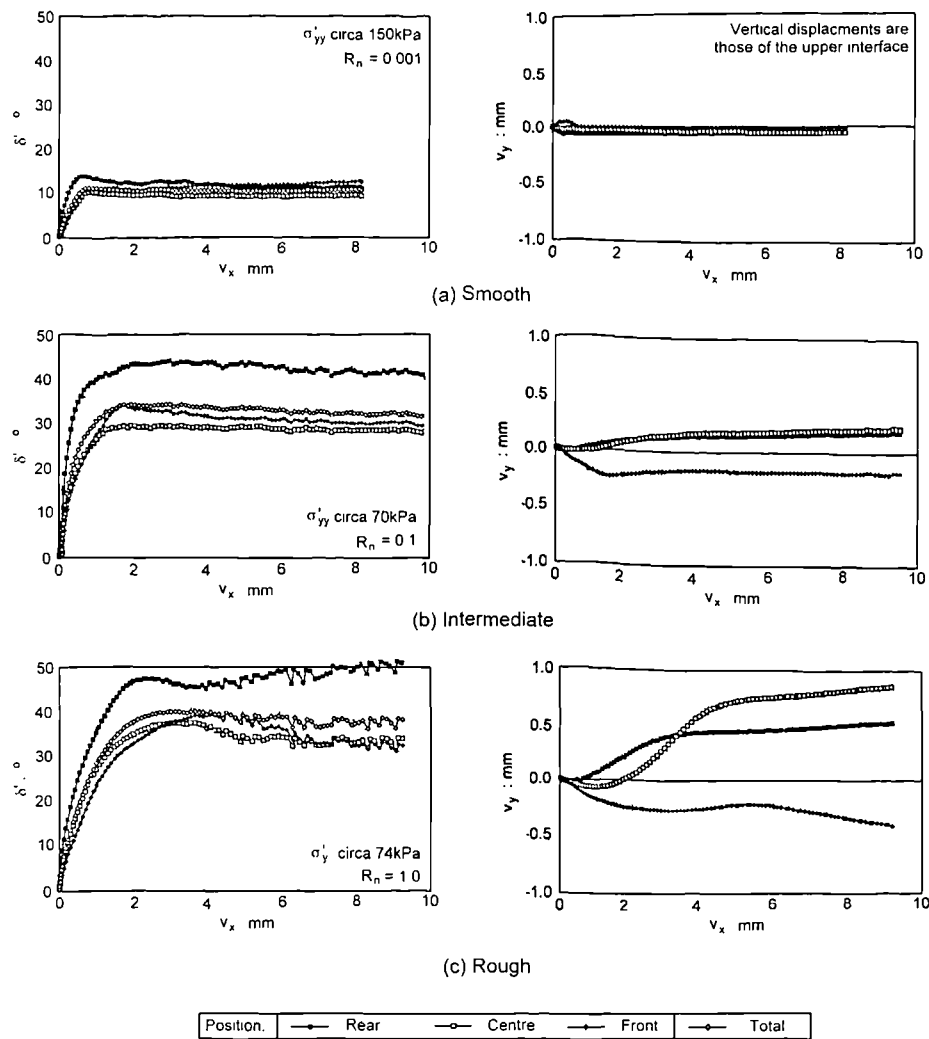 50
40
30
20
10
0
δ' °
σ'yy circa 150kPa
Rn = 0 001
0 2 4 6 8 10
vx mm
1.0
0.5
0.0
-0.5
-1.0
vy : mm
Vertical displacments are
those of the upper interface
0 2 4 6 8 10
vx mm
(a) Smooth
50
40
30
20
10
0
δ' °
σ'yy circa 70kPa
Rn = 0 1
0 2 4 6 8 10
vx mm
1.0
0.5
0.0
-0.5
-1.0
vy : mm
0 2 4 6 8 10
vx mm
(b) Intermediate
50
40
30
20
10
0
δ'. °
σ'yy circa 74kPa
Rn = 1 0
0 2 4 6 8 10
vx mm
1.0
0.5
0.0
-0.5
-1.0
vy : mm
0 2 4 6 8 10
vx mm
(c) Rough
Position. Rear Centre Front Total